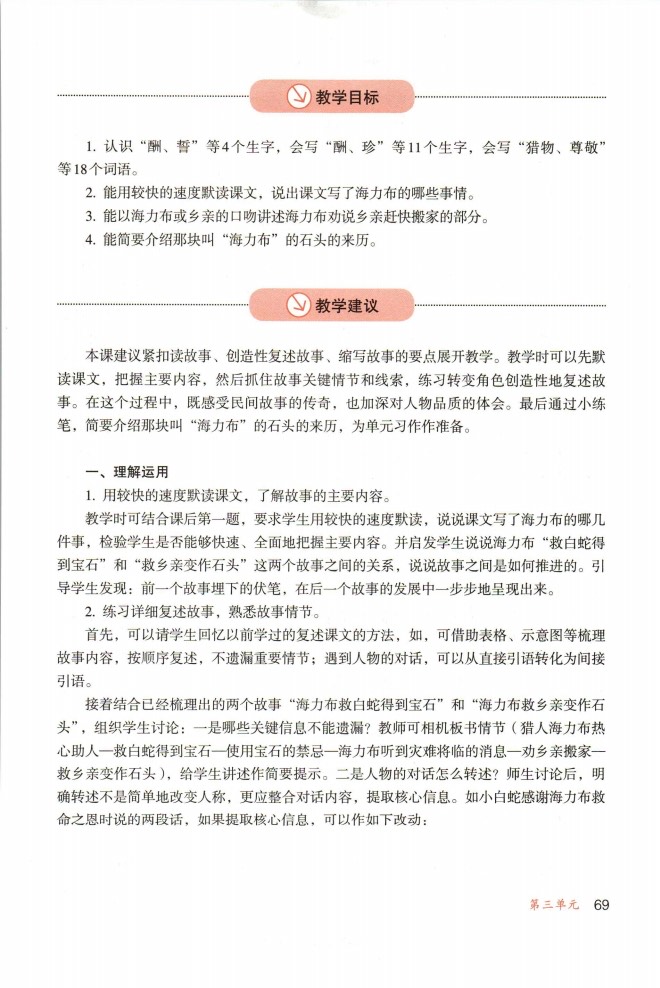 教学目标
1. 认识“酬、誓”等4个生字，会写“酬、珍”等11个生字，会写“猎物、尊敬”
等18个词语。
2. 能用较快的速度默读课文，说出课文写了海力布的哪些事情。
3. 能以海力布或乡亲的口吻讲述海力布劝说乡亲赶快搬家的部分。
4. 能简要介绍那块叫“海力布”的石头的来历。
教学建议
本课建议紧扣读故事、创造性复述故事、缩写故事的要点展开教学。教学时可以先默
读课文，把握主要内容，然后抓住故事关键情节和线索，练习转变角色创造性地复述故
事。在这个过程中，既感受民间故事的传奇，也加深对人物品质的体会。最后通过小练
笔，简要介绍那块叫“海力布”的石头的来历，为单元习作作准备。
一、理解运用
1. 用较快的速度默读课文，了解故事的主要内容。
教学时可结合课后第一题，要求学生用较快的速度默读，说说课文写了海力布的哪几
件事，检验学生是否能够快速、全面地把握主要内容。并启发学生说说海力布“救白蛇得
到宝石”和“救乡亲变作石头”这两个故事之间的关系，说说故事之间是如何推进的。引
导学生发现：前一个故事埋下的伏笔，在后一个故事的发展中一步步地呈现出来。
2. 练习详细复述故事，熟悉故事情节。
首先，可以请学生回忆以前学过的复述课文的方法，如，可借助表格、示意图等梳理
故事内容，按顺序复述，不遗漏重要情节；遇到人物的对话，可以从直接引语转化为间接
引语。
接着结合已经梳理出的两个故事“海力布救白蛇得到宝石”和“海力布救乡亲变作石
头”，组织学生讨论：一是哪些关键信息不能遗漏？教师可相机板书情节（猎人海力布热
心助人—救白蛇得到宝石—使用宝石的禁忌—海力布听到灾难将临的消息—劝乡亲搬家—
救乡亲变作石头），给学生讲述作简要提示。二是人物的对话怎么转述？师生讨论后，明
确转述不是简单地改变人称，更应整合对话内容，提取核心信息。如小白蛇感谢海力布救
命之恩时说的两段话，如果提取核心信息，可以作如下改动：
第三单元 69